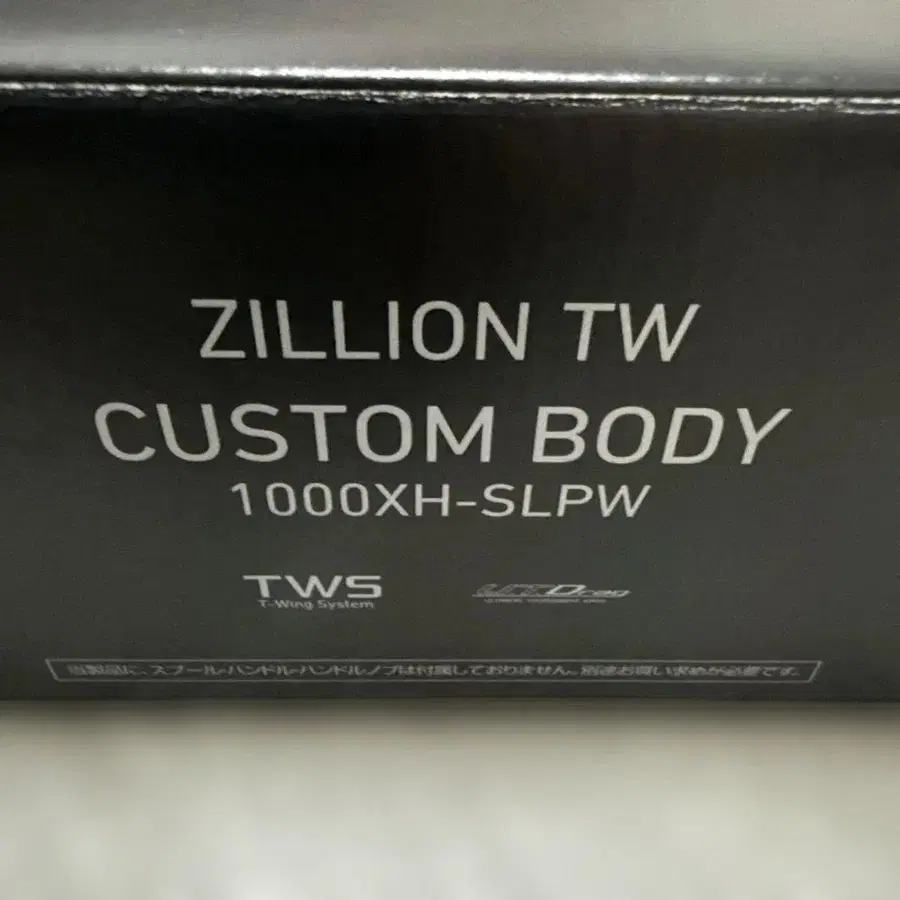 ZILLION TW
CUSTOM BODY
1000XH-SLPW
TWS
T-Wing System
UTDrag
当製品に、スプール・ハンドル・ハンドルノブは付属しておりません。別途お買い求めが必要です。